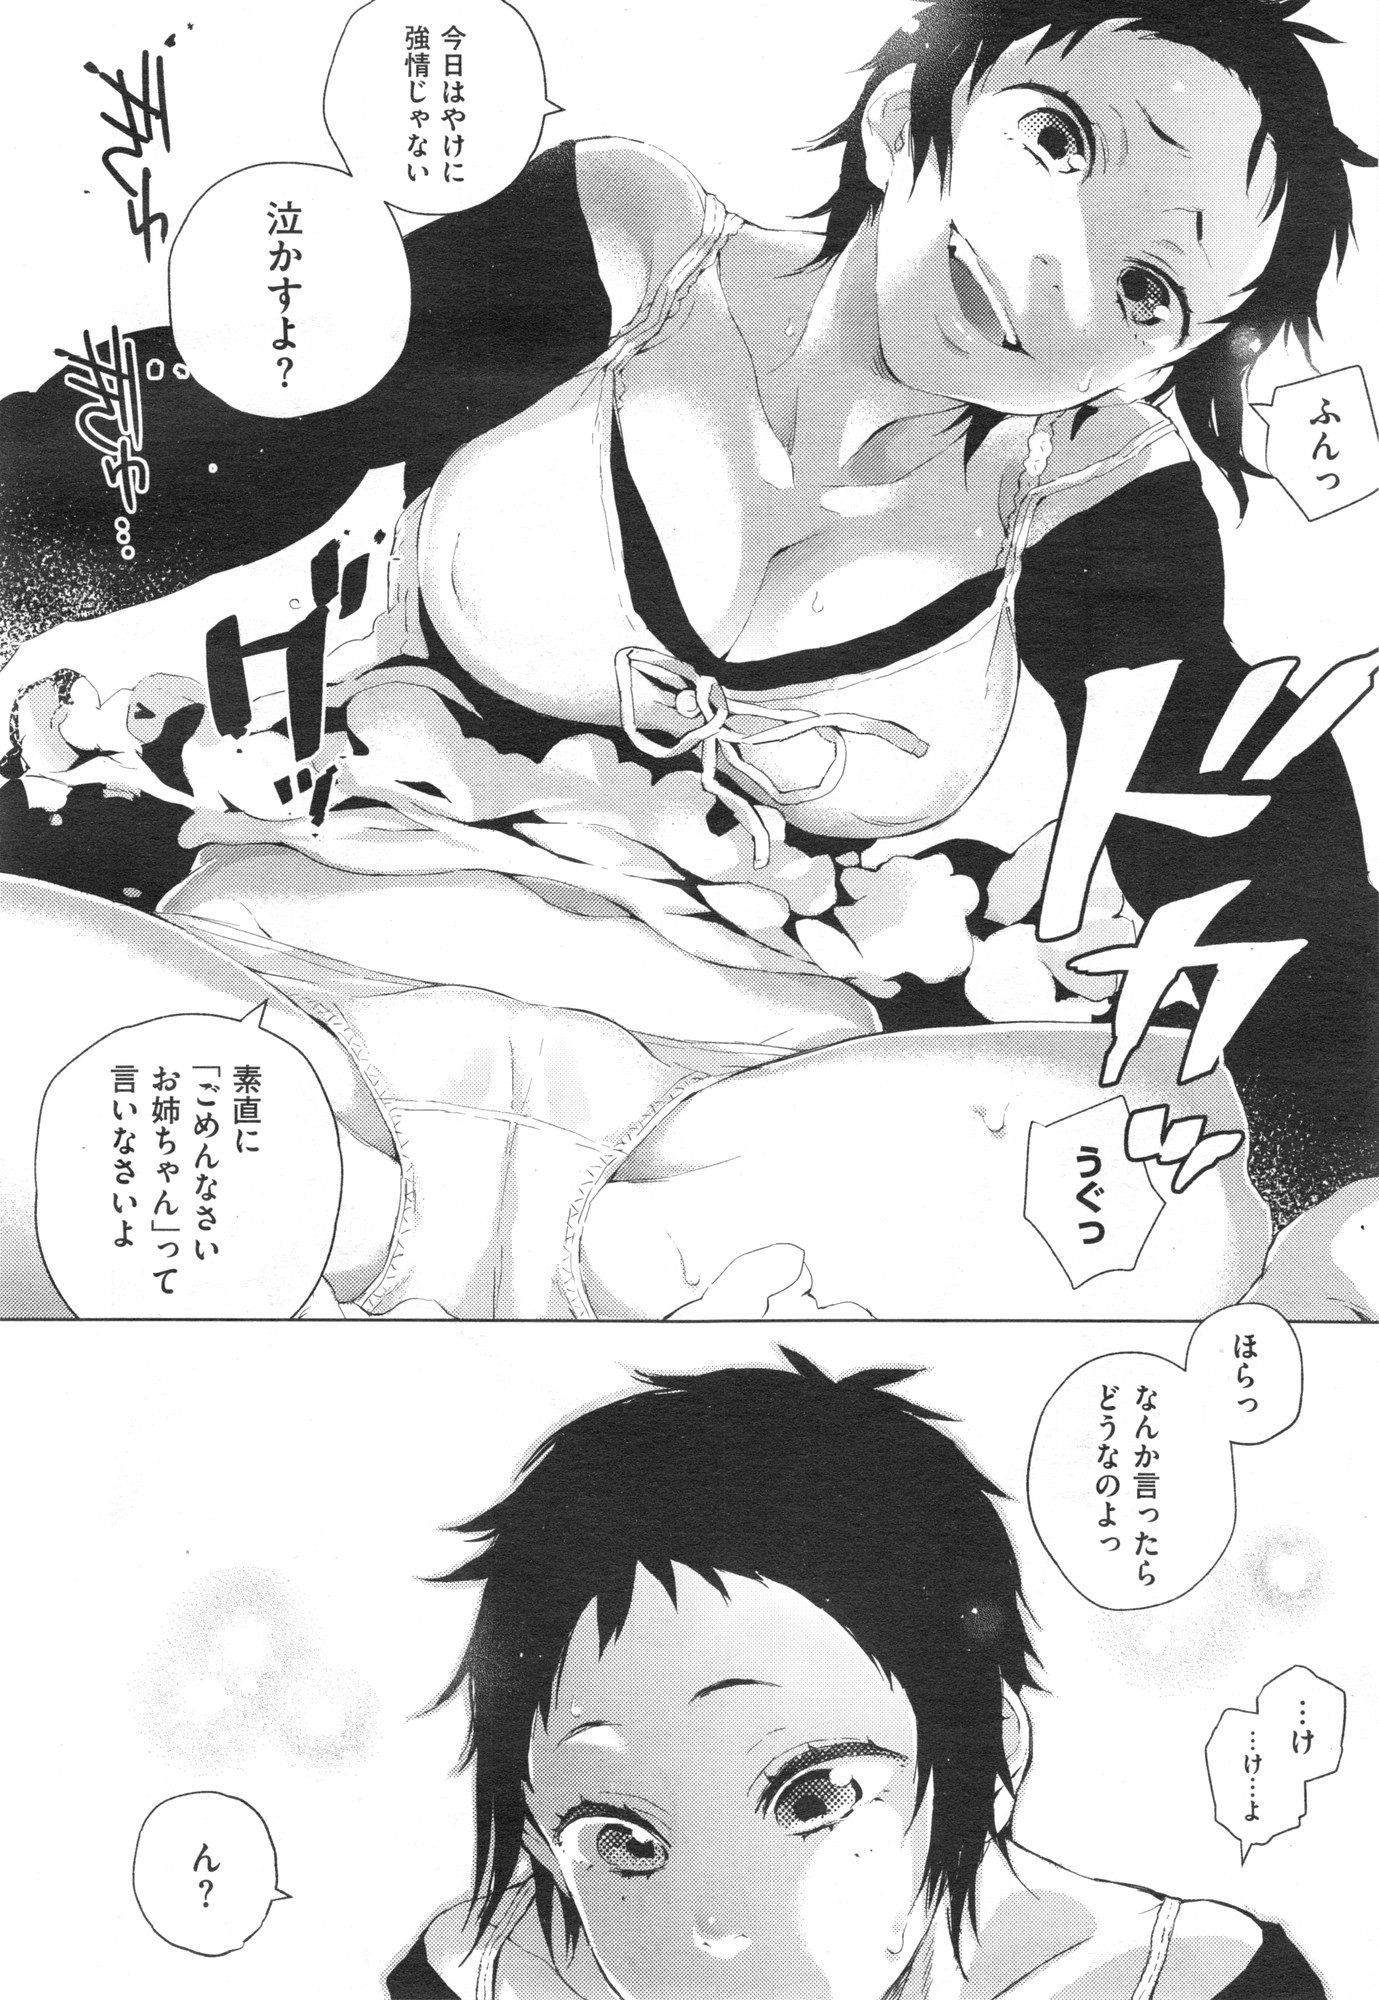 ふんっ
今日はやけに
強情じゃない
泣かすよ？
グッ
ドカッ
うぐっ
素直に
「ごめんなさい
お姉ちゃん」って
言いなさいよ
ほらっ
なんか言ったら
どうなのよっ
…け
…け…よ
ん？